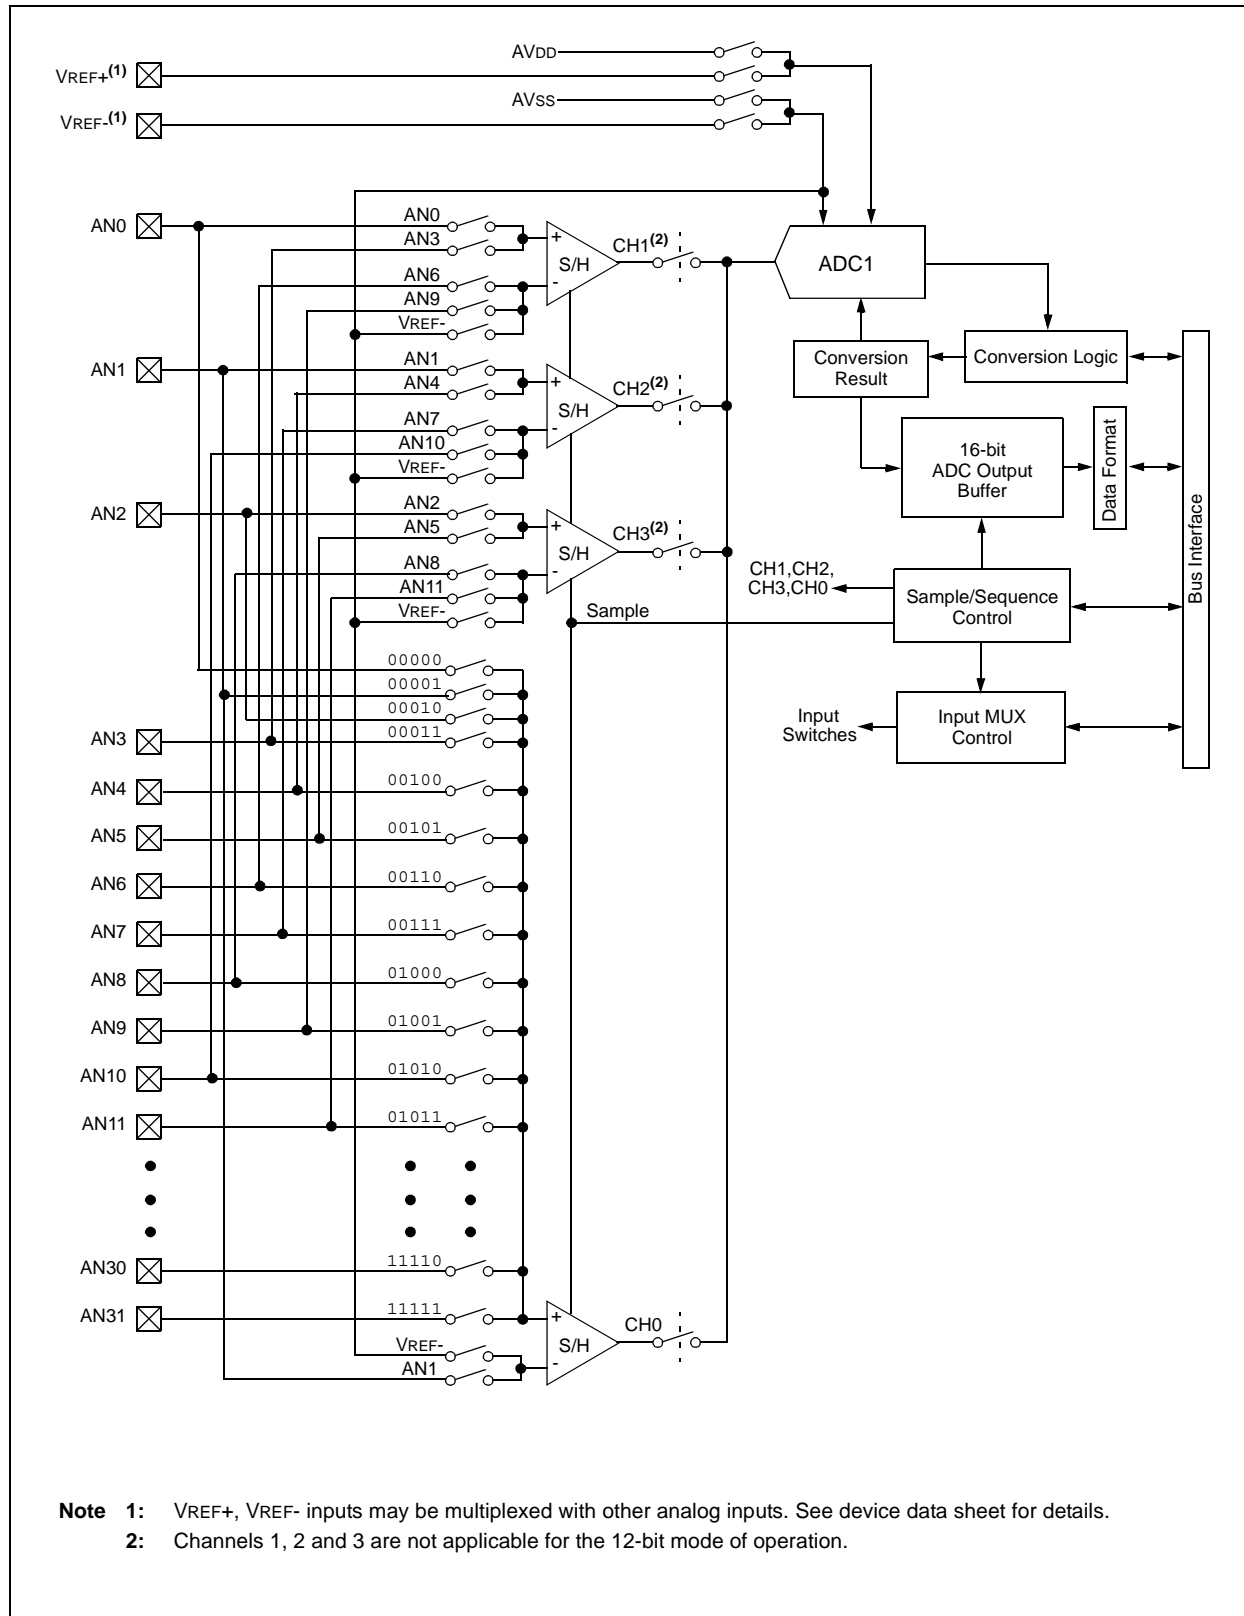 AVDD
VREF+(1)
AVSS
VREF-(1)
AN0
AN0
AN3
AN6
AN9
VREF-
+
S/H
-
CH1(2)
ADC1
Conversion
Result
Conversion Logic
AN1
AN1
AN4
AN7
AN10
VREF-
+
S/H
-
CH2(2)
16-bit
ADC Output
Buffer
Data Format
Bus Interface
AN2
AN2
AN5
AN8
AN11
VREF-
+
S/H
-
CH3(2)
CH1,CH2,
CH3,CH0
Sample/Sequence
Control
Sample
00000
00001
00010
AN3
00011
Input
Switches
Input MUX
Control
AN4
00100
AN5
00101
AN6
00110
AN7
00111
AN8
01000
AN9
01001
AN10
01010
AN11
01011
AN30
11110
AN31
11111
VREF-
AN1
+
S/H
-
CH0
Note 1: VREF+, VREF- inputs may be multiplexed with other analog inputs. See device data sheet for details.
2: Channels 1, 2 and 3 are not applicable for the 12-bit mode of operation.